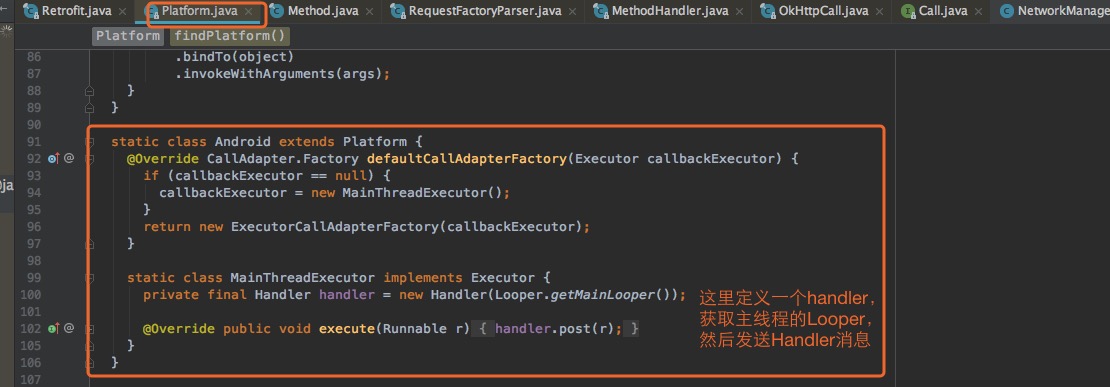 Retrofit.java × Platform.java × Method.java × RequestFactoryParser.java × MethodHandler.java × OkHttpCall.java × Call.java × NetworkManage
Platform findPlatform()
86 .bindTo(object)
87 .invokeWithArguments(args);
88 }
89 }
90
91 static class Android extends Platform {
92 @Override CallAdapter.Factory defaultCallAdapterFactory(Executor callbackExecutor) {
93 if (callbackExecutor == null) {
94 callbackExecutor = new MainThreadExecutor();
95 }
96 return new ExecutorCallAdapterFactory(callbackExecutor);
97 }
98
99 static class MainThreadExecutor implements Executor {
100 private final Handler handler = new Handler(Looper.getMainLooper());
101
102 @Override public void execute(Runnable r) { handler.post(r); }
105 }
106 }
107
这里定义一个handler，
获取主线程的Looper，
然后发送Handler消息